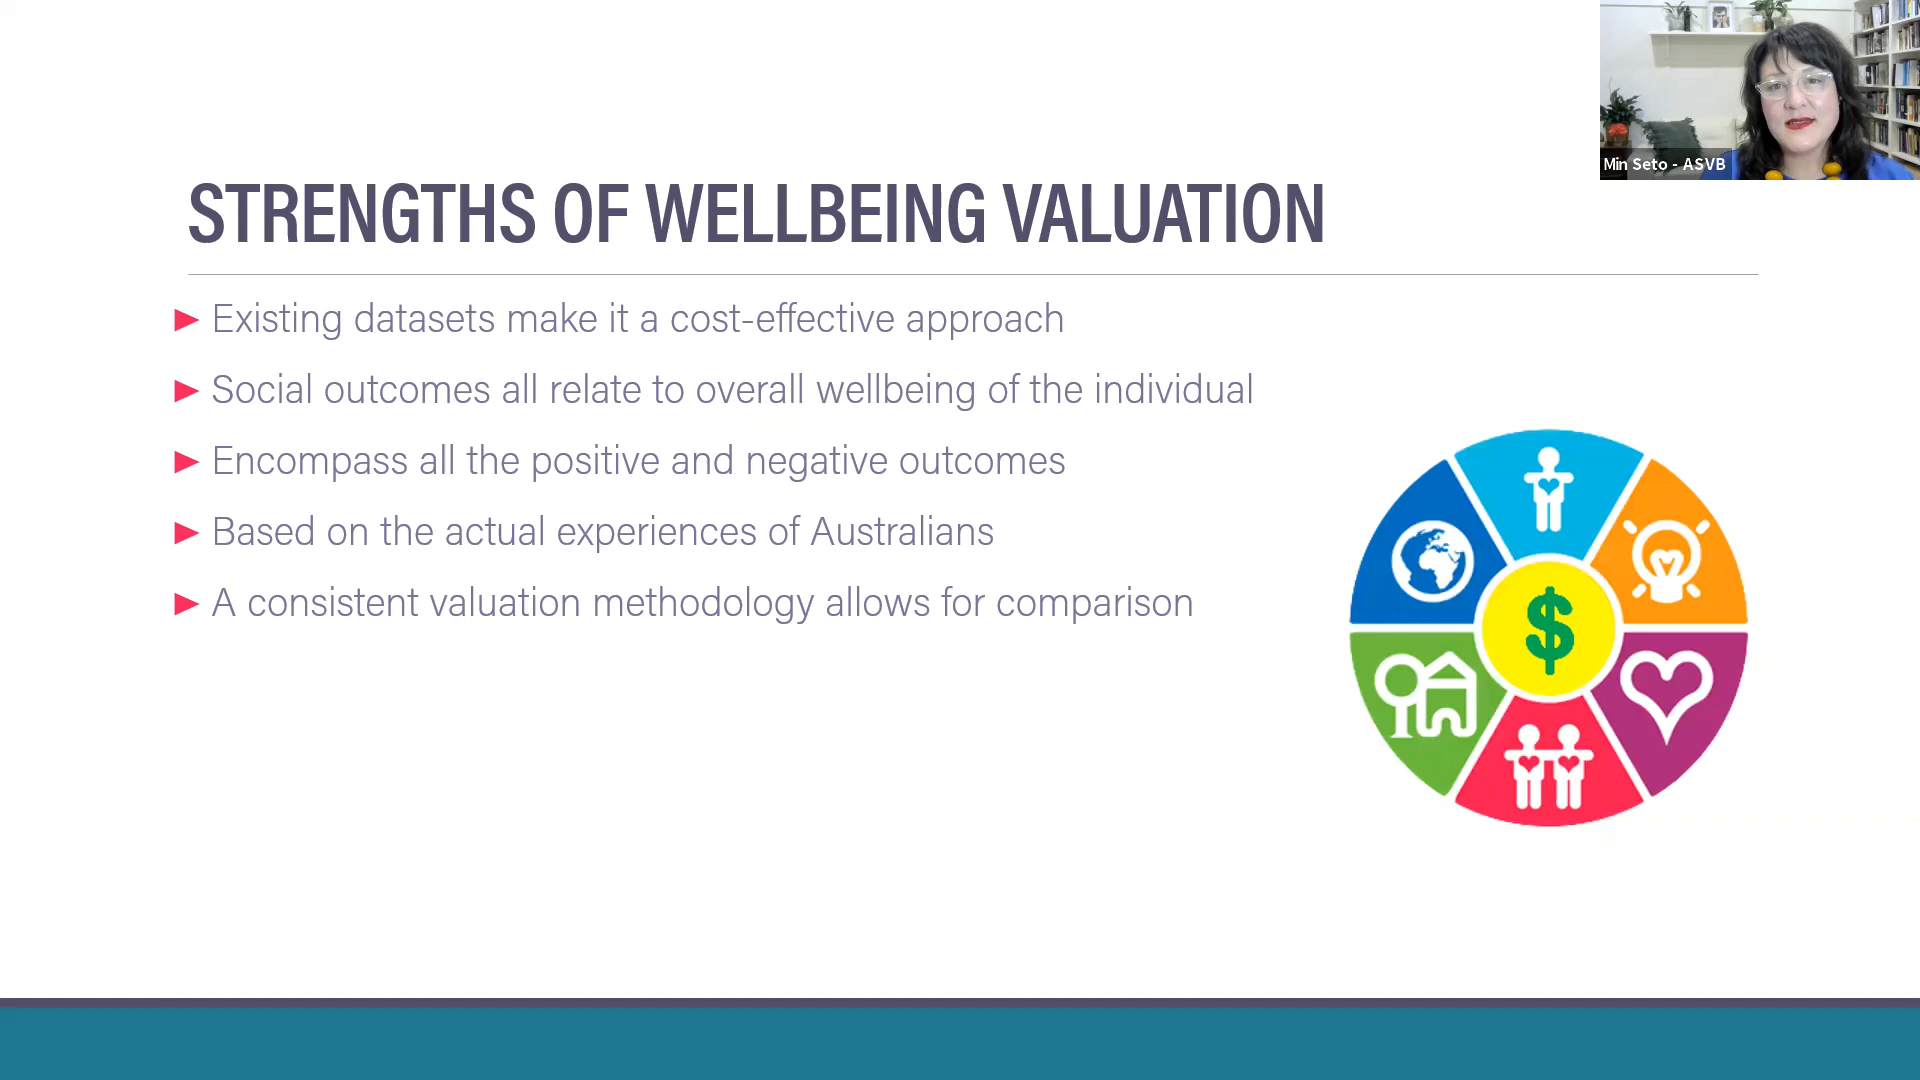 Min Seto - ASVB
STRENGTHS OF WELLBEING VALUATION
Existing datasets make it a cost-effective approach
Social outcomes all relate to overall wellbeing of the individual
Encompass all the positive and negative outcomes
Based on the actual experiences of Australians
A consistent valuation methodology allows for comparison
$